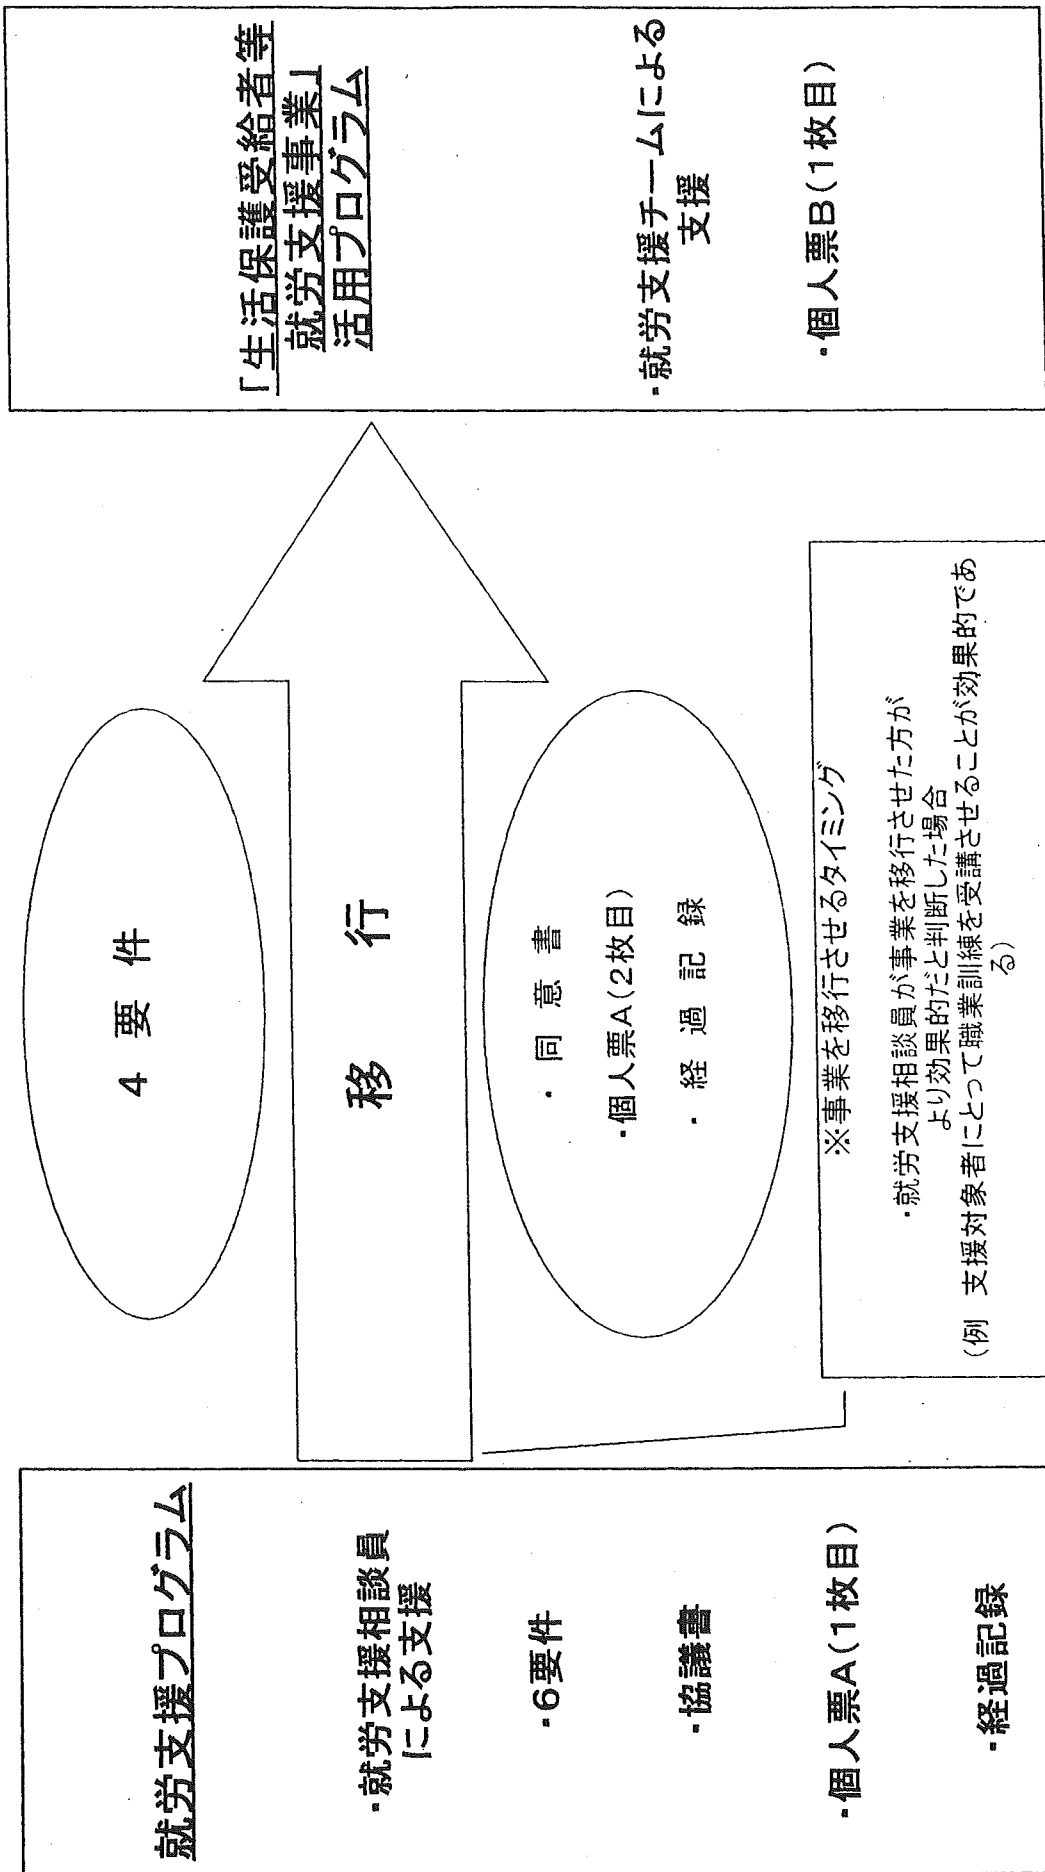 就労支援プログラム
・就労支援相談員
による支援
・6要件
・協議書
・個人票A(1枚目)
・経過記録
4 要 件
移 行
・ 同 意 書
・個人票A(2枚目)
・ 経 過 記 録
※事業を移行させるタイミング
・就労支援相談員が事業を移行させた方が
より効果的だと判断した場合
(例 支援対象者にとって職業訓練を受講させることが効果的であ
る)
「生活保護受給者等
就労支援事業」
活用プログラム
・就労支援チームによる
支援
・個人票B(1枚目)